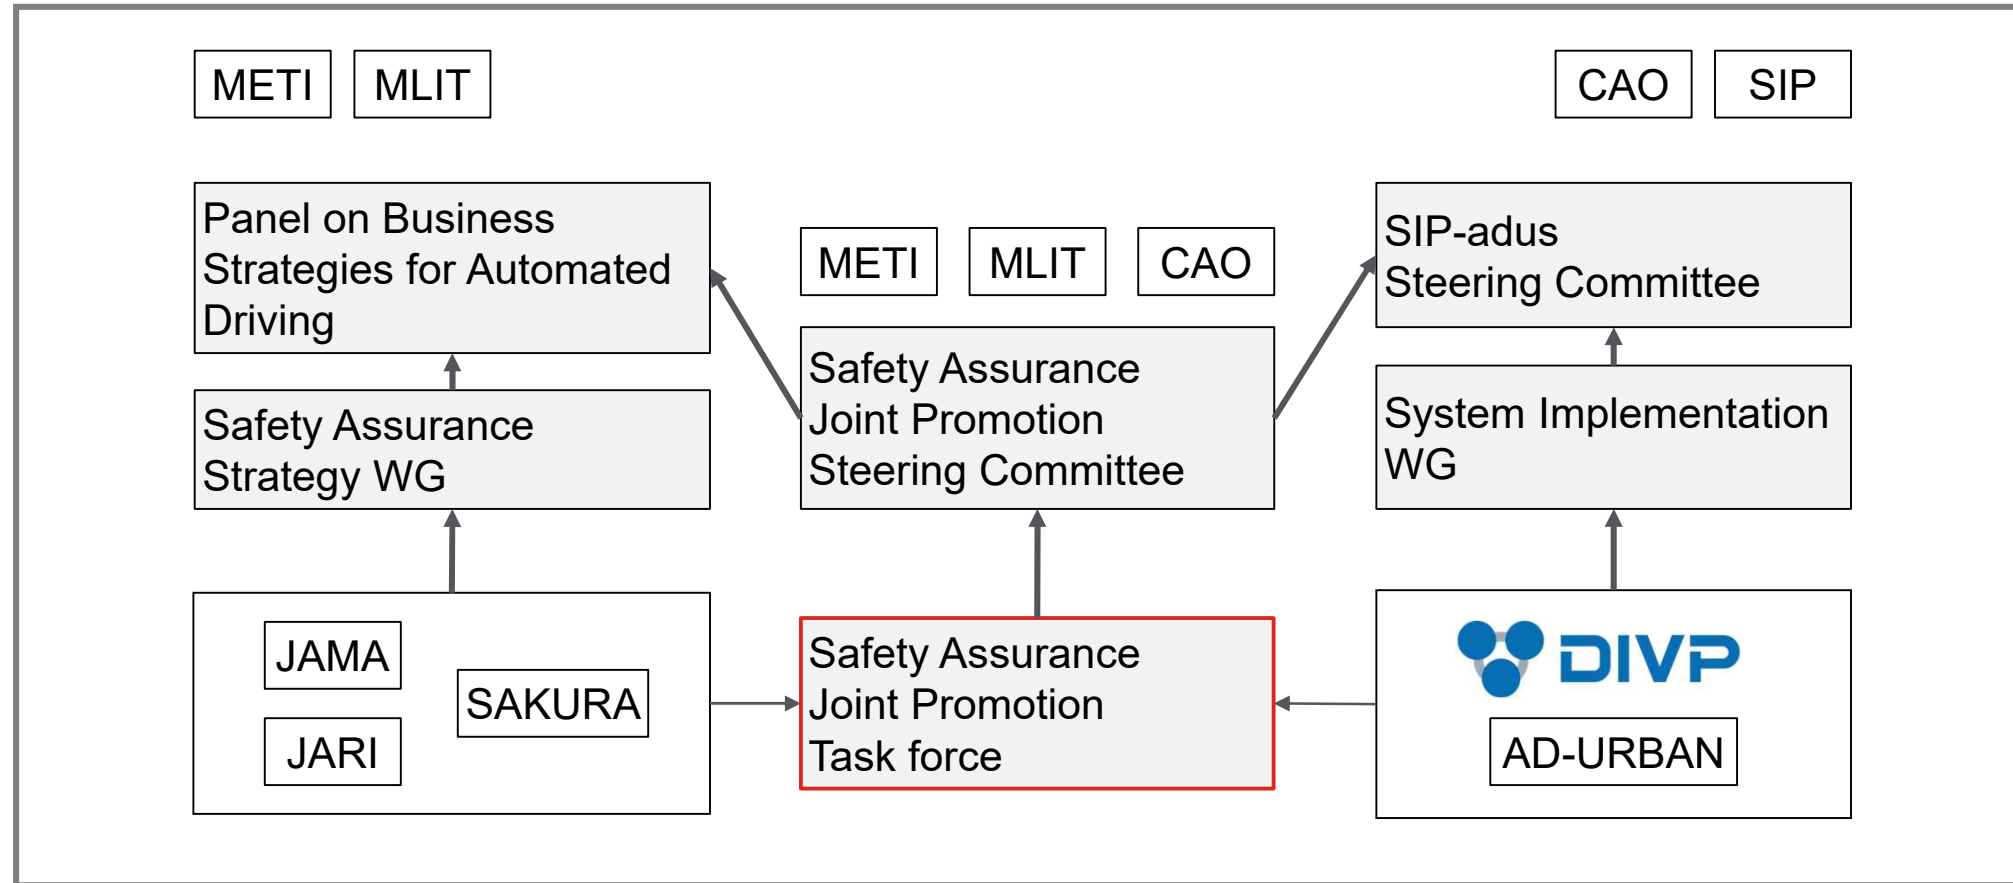 METI
MLIT
CAO
SIP
Panel on Business
Strategies for Automated
Driving
METI
MLIT
CAO
SIP-adus
Steering Committee
Safety Assurance
Strategy WG
Safety Assurance
Joint Promotion
Steering Committee
System Implementation
WG
JAMA
JARI
SAKURA
Safety Assurance
Joint Promotion
Task force
DIVP
AD-URBAN